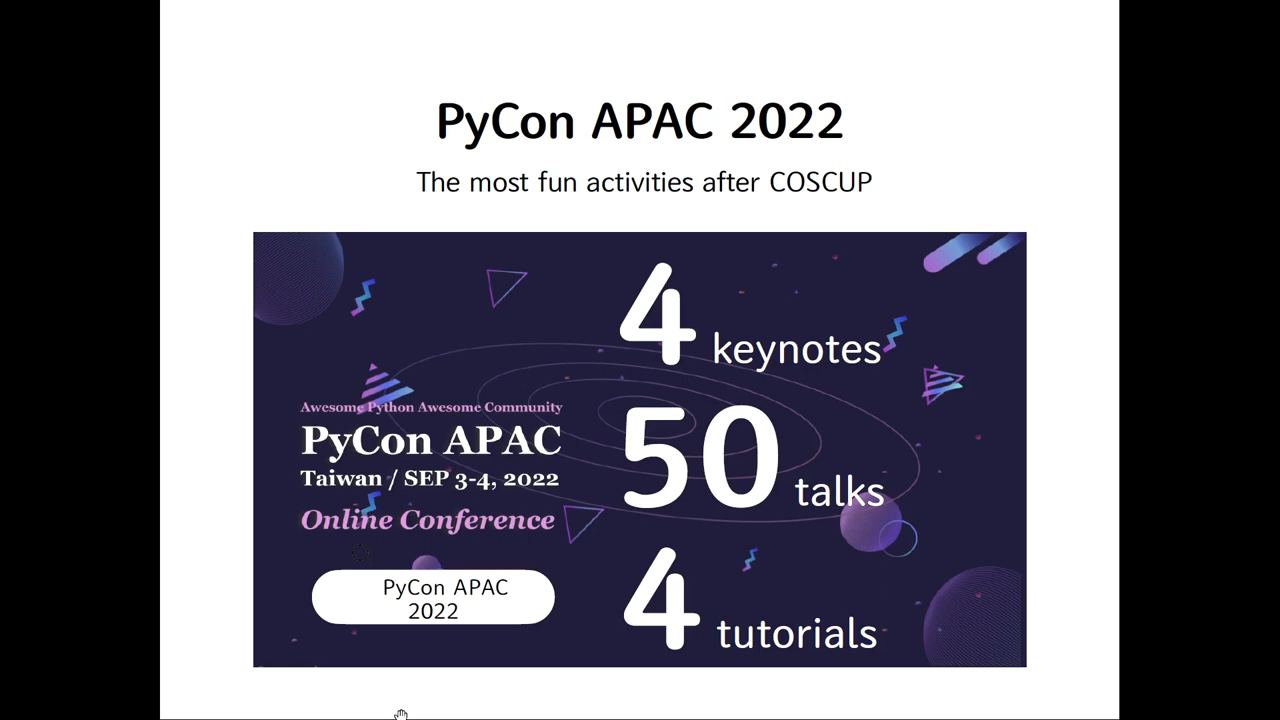 PyCon APAC 2022
The most fun activities after COSCUP
Awesome Python Awesome Community
PyCon APAC
Taiwan / SEP 3-4, 2022
Online Conference
PyCon APAC
2022
4 keynotes
50 talks
4 tutorials